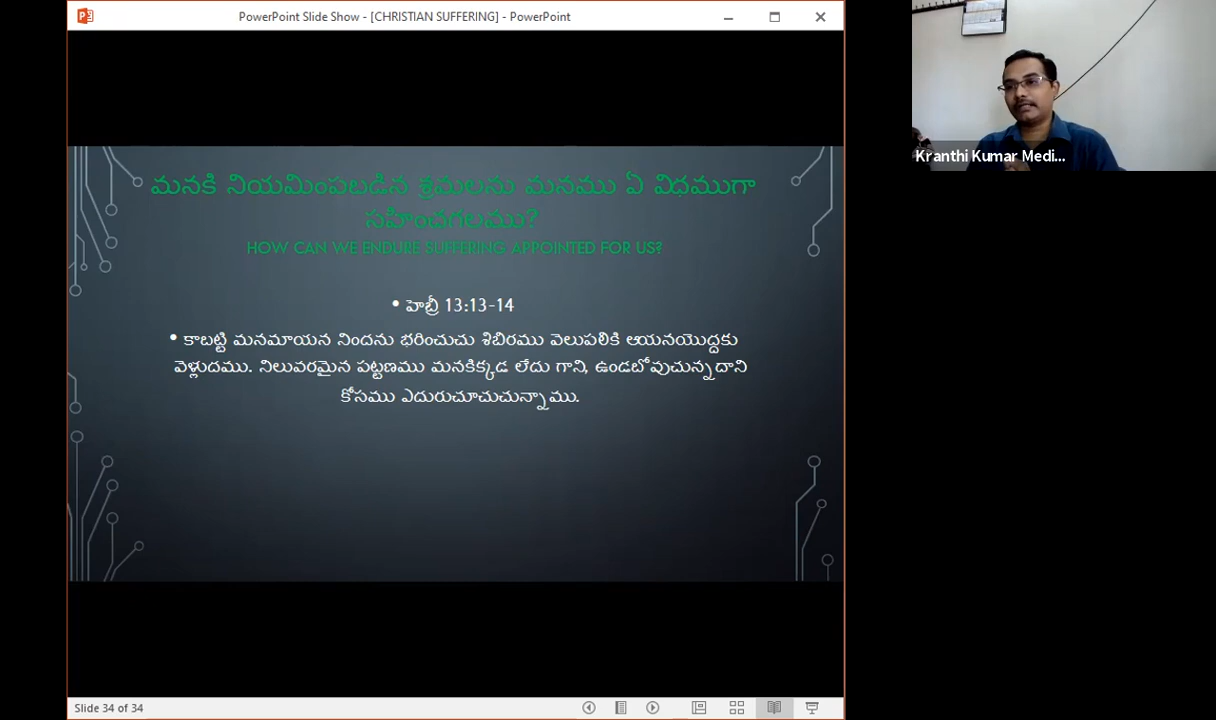 PowerPoint Slide Show - [CHRISTIAN SUFFERING] - PowerPoint
Kranthi Kumar Medi...
మనకి నియమింపబడిన శ్రమలను మనము ఏ విధముగా
సహించగలము?
HOW CAN WE ENDURE SUFFERING APPOINTED FOR US?
• హెబ్రీ 13:13-14
• కాబట్టి మనమాయన నిందను భరించుచు శిబిరము వెలుపలికి ఆయనయొద్దకు
వెళ్లుదము. నిలువరమైన పట్టణము మనకిక్కడ లేదు గాని, ఉండబోవుచున్నదాని
కోసము ఎదురుచూచుచున్నాము.
Slide 34 of 34